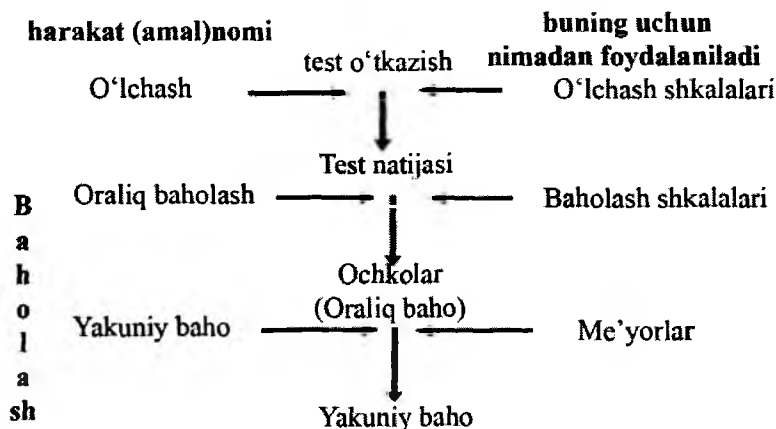 harakat (amal)nomi
buning uchun
nimadan foydalaniladi
test o‘tkazish
O‘lchash
O‘lchash shkalalari
Test natijasi
Oraliq baholash
Baholash shkalalari
Ochkolar
(Oraliq baho)
Yakuniy baho
Me’yorlar
Yakuniy baho
B
a
h
o
l
a
sh